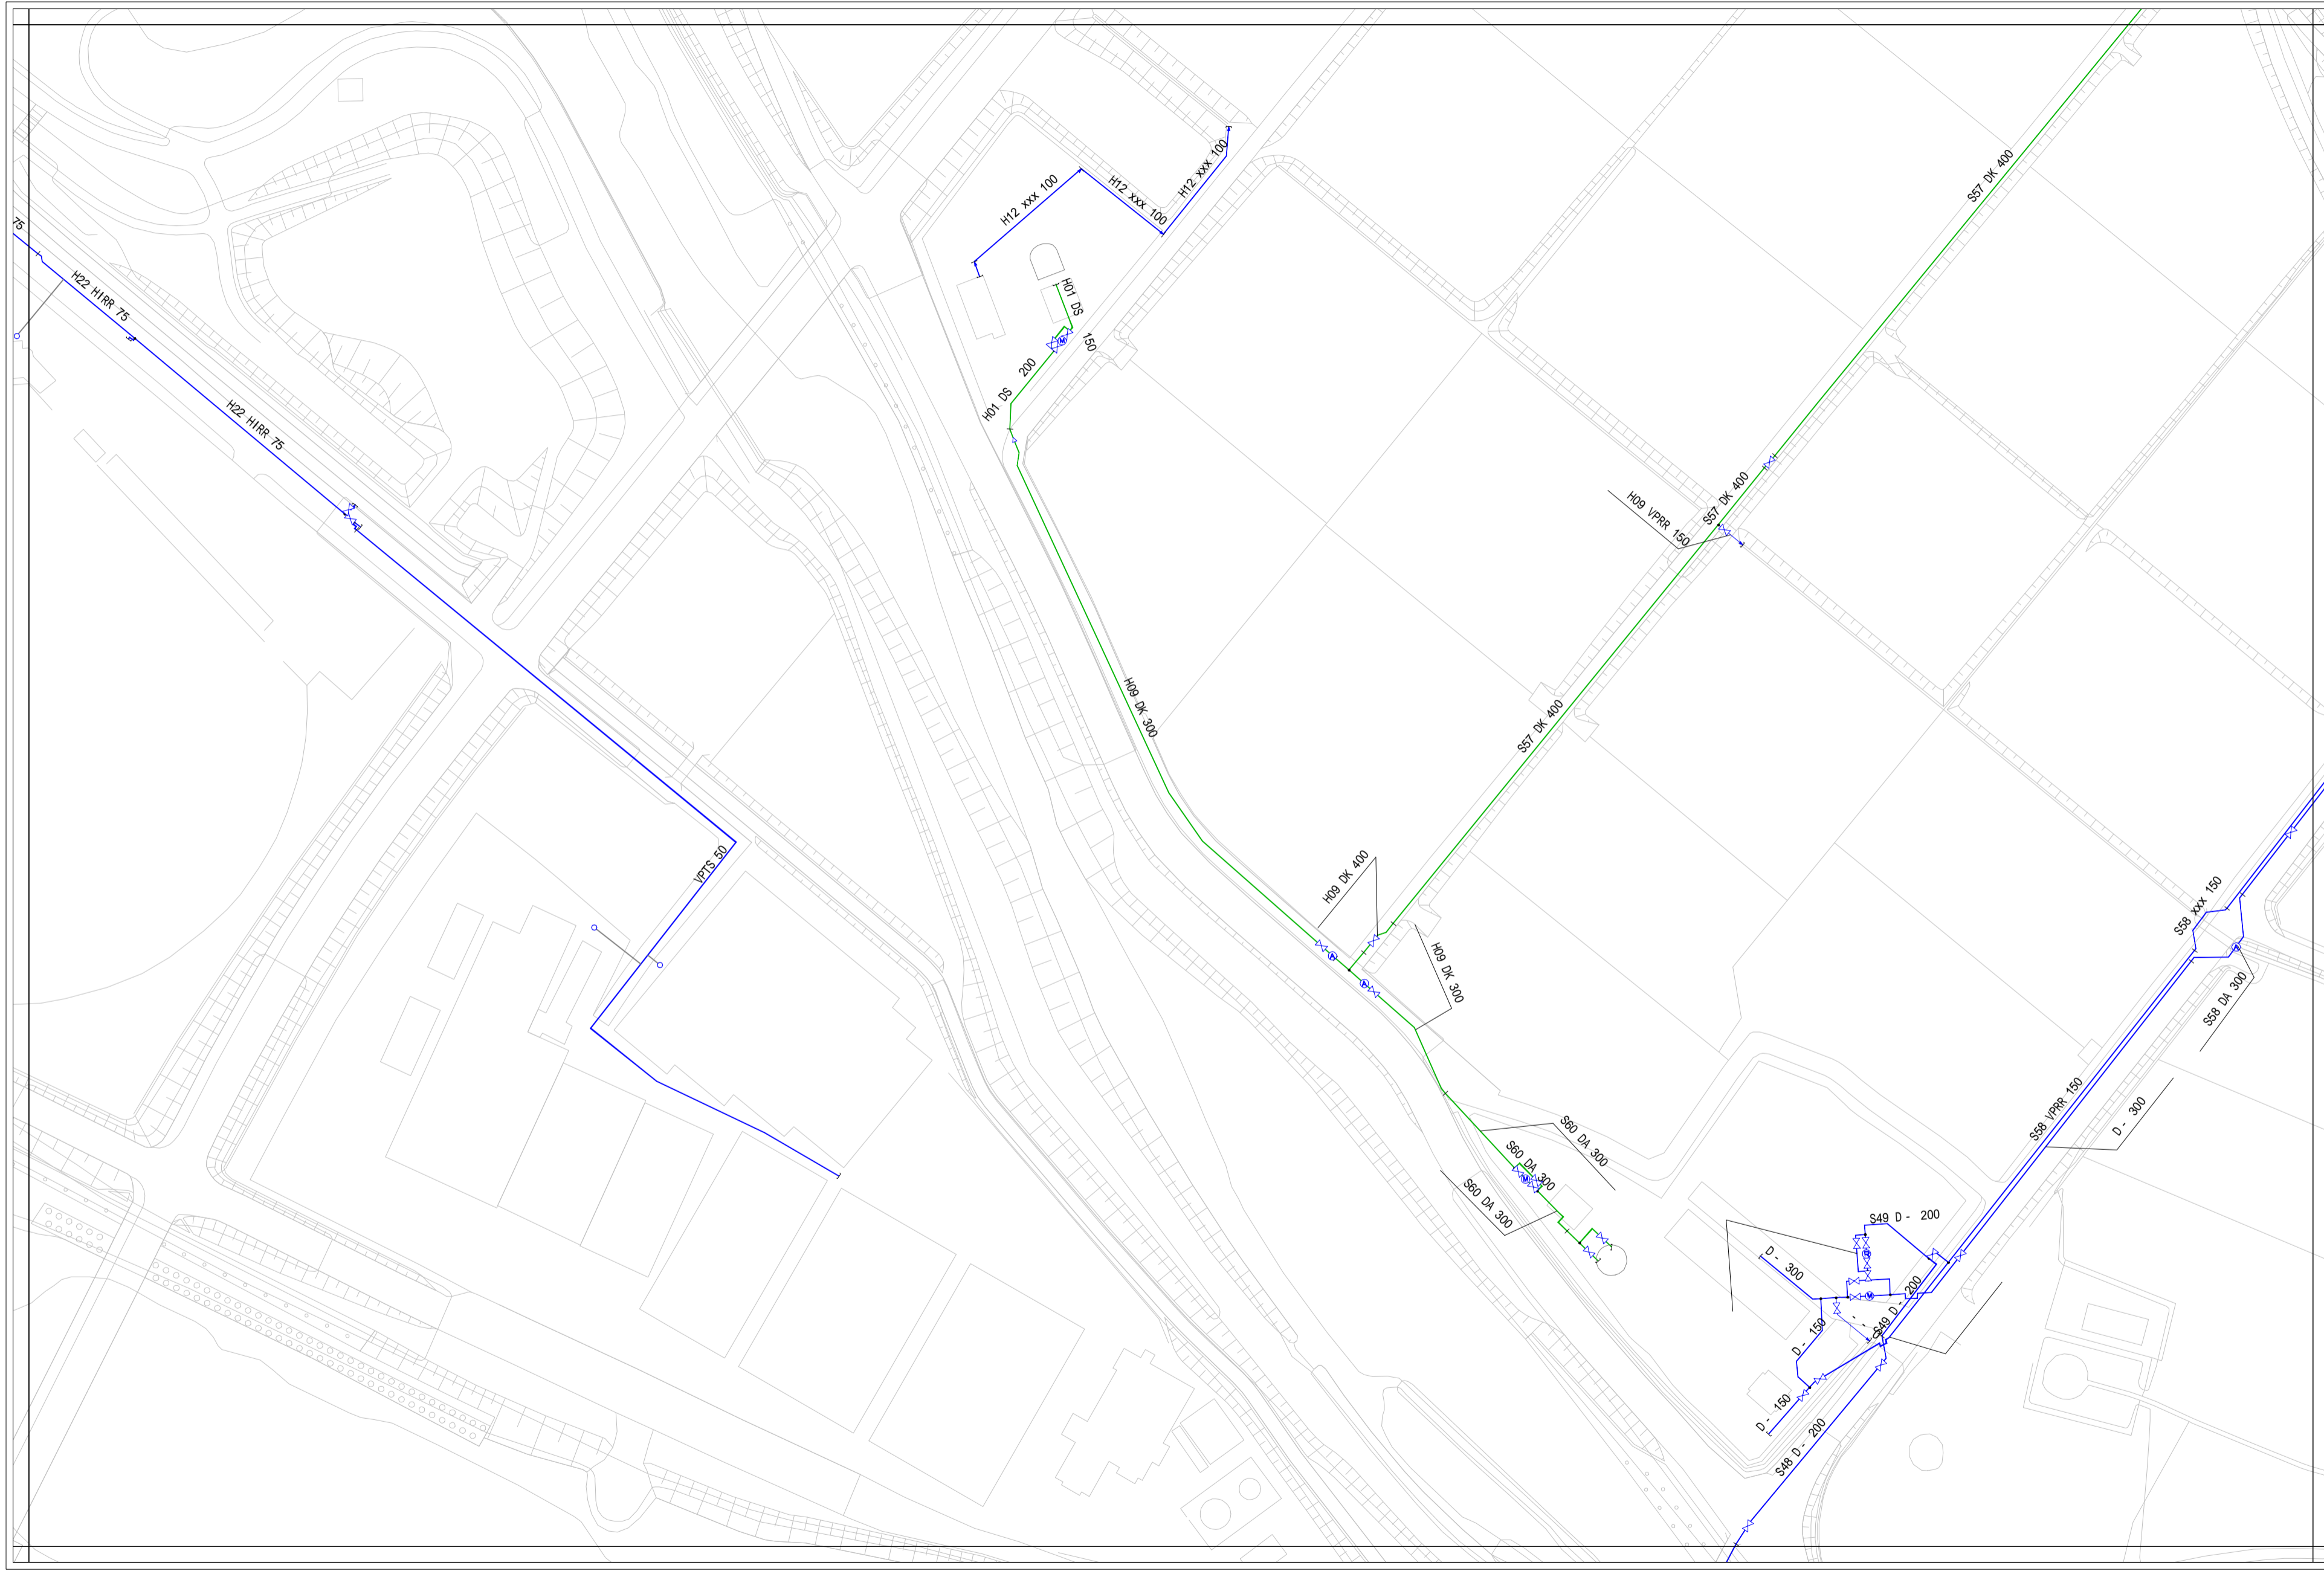 75
H22 HIRR 75
H22 HIRR 75
H12 xxx 100
H12 xxx 100
H12 xxx 100
H01 DS 150
M
H01 DS 200
S57 DK 400
S57 DK 400
H09 VPRR 150
H09 DK 300
S57 DK 400
VPTS 50
H09 DK 400
A
A
H09 DK 300
S58 xxx 150
A
S58 DA 300
S58 VPRR 150
D - 300
S60 DA 300
S60 DA 300
M
S60 DA 300
S49 D - 200
D - 300
M
S49 D - 200
- -
D - 150
D - 150
S48 D - 200